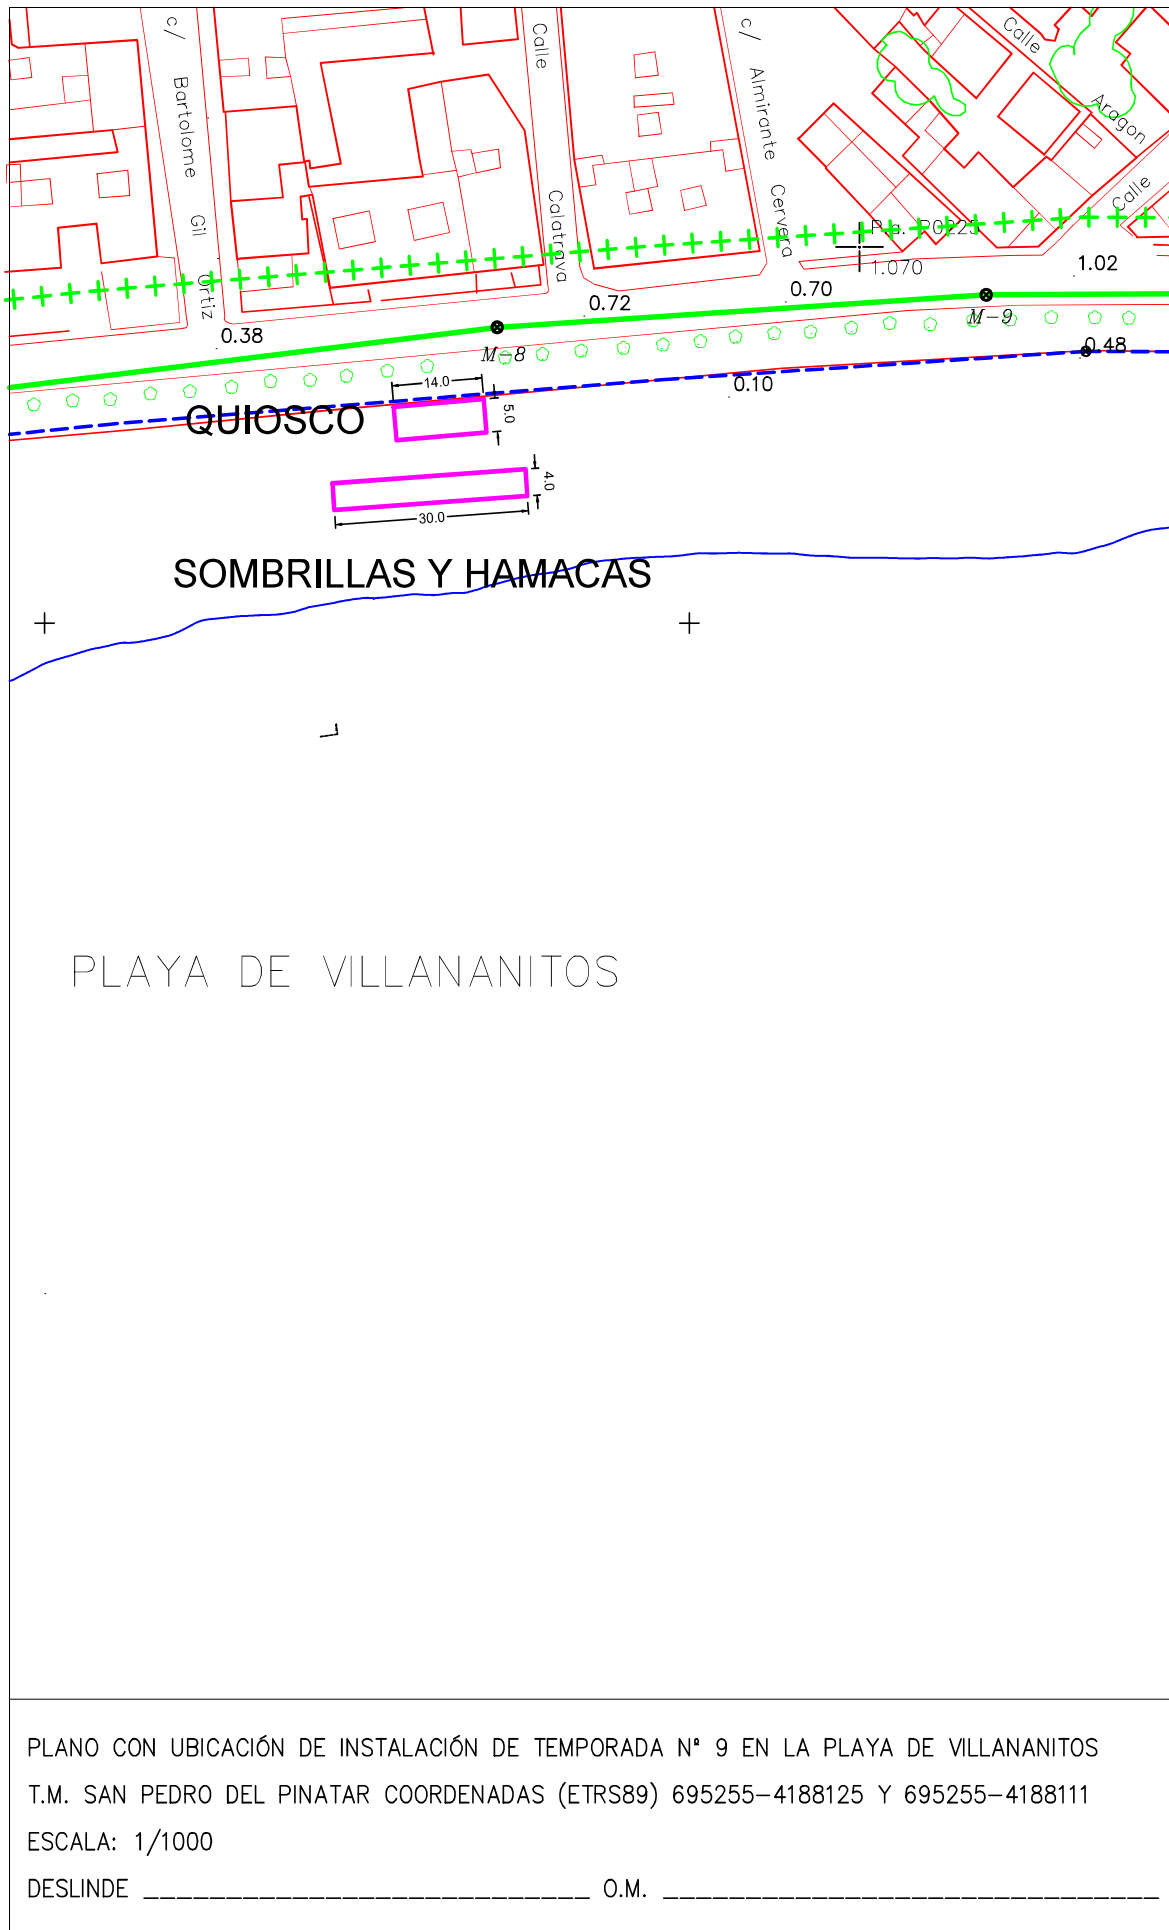 c/ Bartolome Gil Ortiz
Calle Calatrava
c/ Almirante Cervera
Calle Aragon
Calle
1.070
1.02
0.70
0.72
0.38
M-9
M-8
0.48
0.10
14.0
5.0
QUIOSCO
4.0
30.0
SOMBRILLAS Y HAMACAS
PLAYA DE VILLANANITOS
PLANO CON UBICACIÓN DE INSTALACIÓN DE TEMPORADA Nº 9 EN LA PLAYA DE VILLANANITOS
T.M. SAN PEDRO DEL PINATAR COORDENADAS (ETRS89) 695255-4188125 Y 695255-4188111
ESCALA: 1/1000
DESLINDE ___________________________ O.M. ______________________________